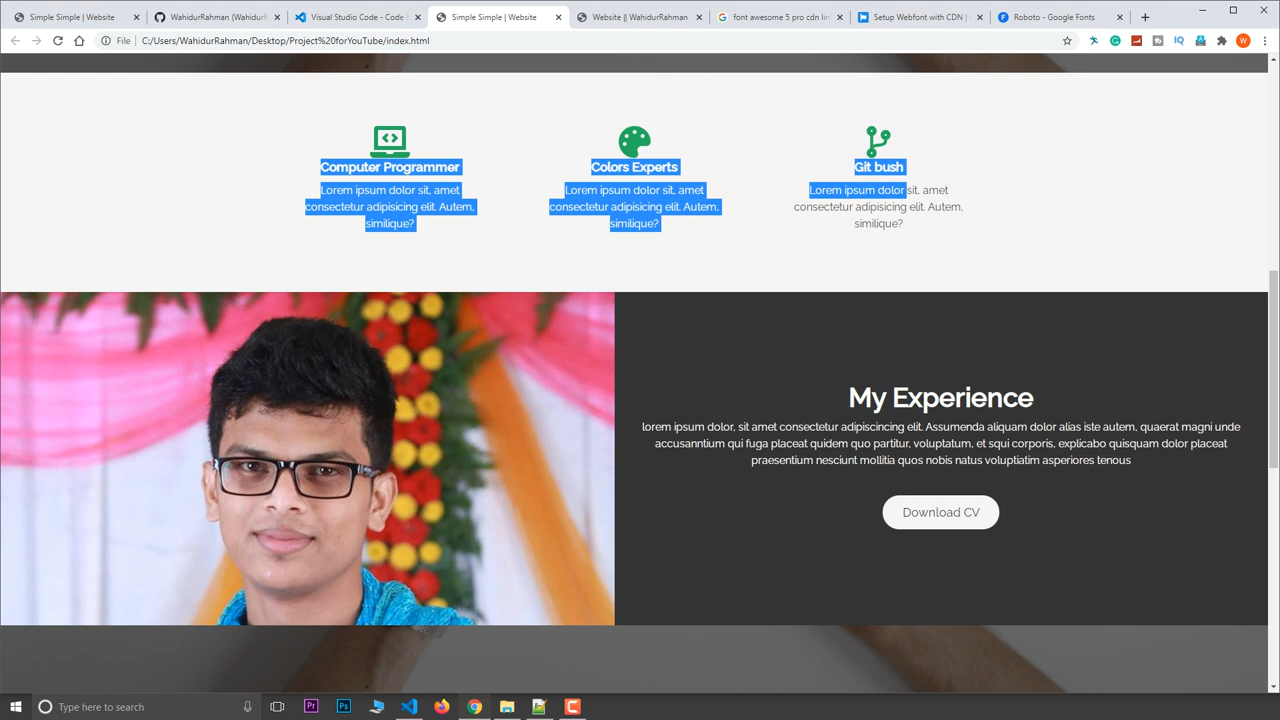 Simple Simple | Website
WahidurRahman (WahidurR
Visual Studio Code - Code
Simple Simple | Website
Website || WahidurRahman
font awesome 5 pro cdn lin
Setup Webfont with CDN |
Roboto - Google Fonts
File
C:/Users/WahidurRahman/Desktop/Project%20forYouTube/index.html
IQ
W
Computer Programmer
Lorem ipsum dolor sit, amet
consectetur adipisicing elit. Autem,
similique?
Colors Experts
Lorem ipsum dolor sit, amet
consectetur adipisicing elit. Autem,
similique?
Git bush
Lorem ipsum dolor sit, amet
consectetur adipisicing elit. Autem,
similique?
My Experience
lorem ipsum dolor, sit amet consectetur adipiscincing elit. Assumenda aliquam dolor alias iste autem, quaerat magni unde
accusanntium qui fuga placeat quidem quo partitur, voluptatum, et squi corporis, explicabo quisquam dolor placeat
praesentium nesciunt mollitia quos nobis natus voluptiatim asperiores tenous
Download CV
Type here to search
Pr
Ps